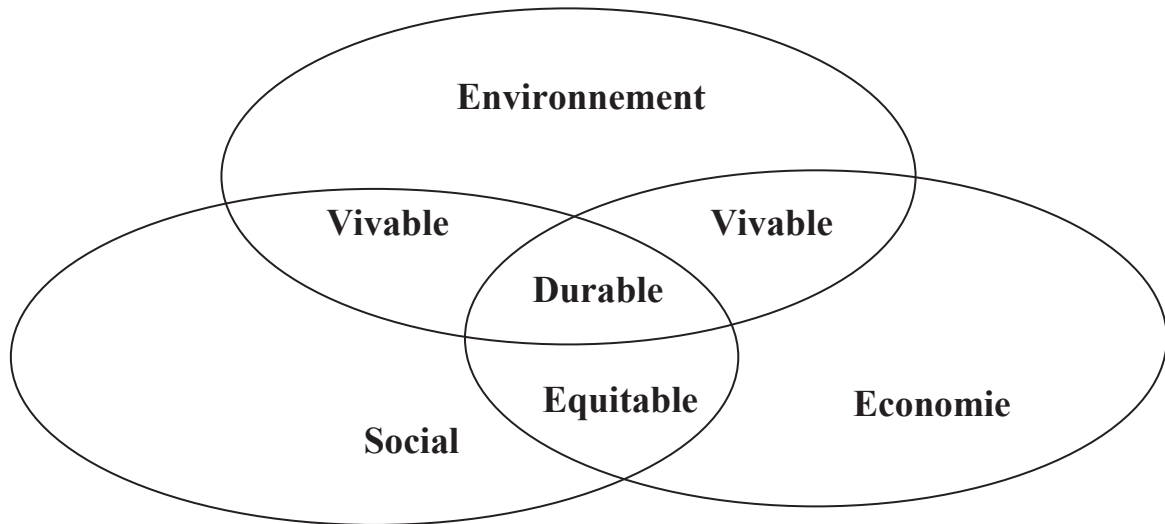 Environnement
Vivable
Vivable
Durable
Equitable
Economie
Social